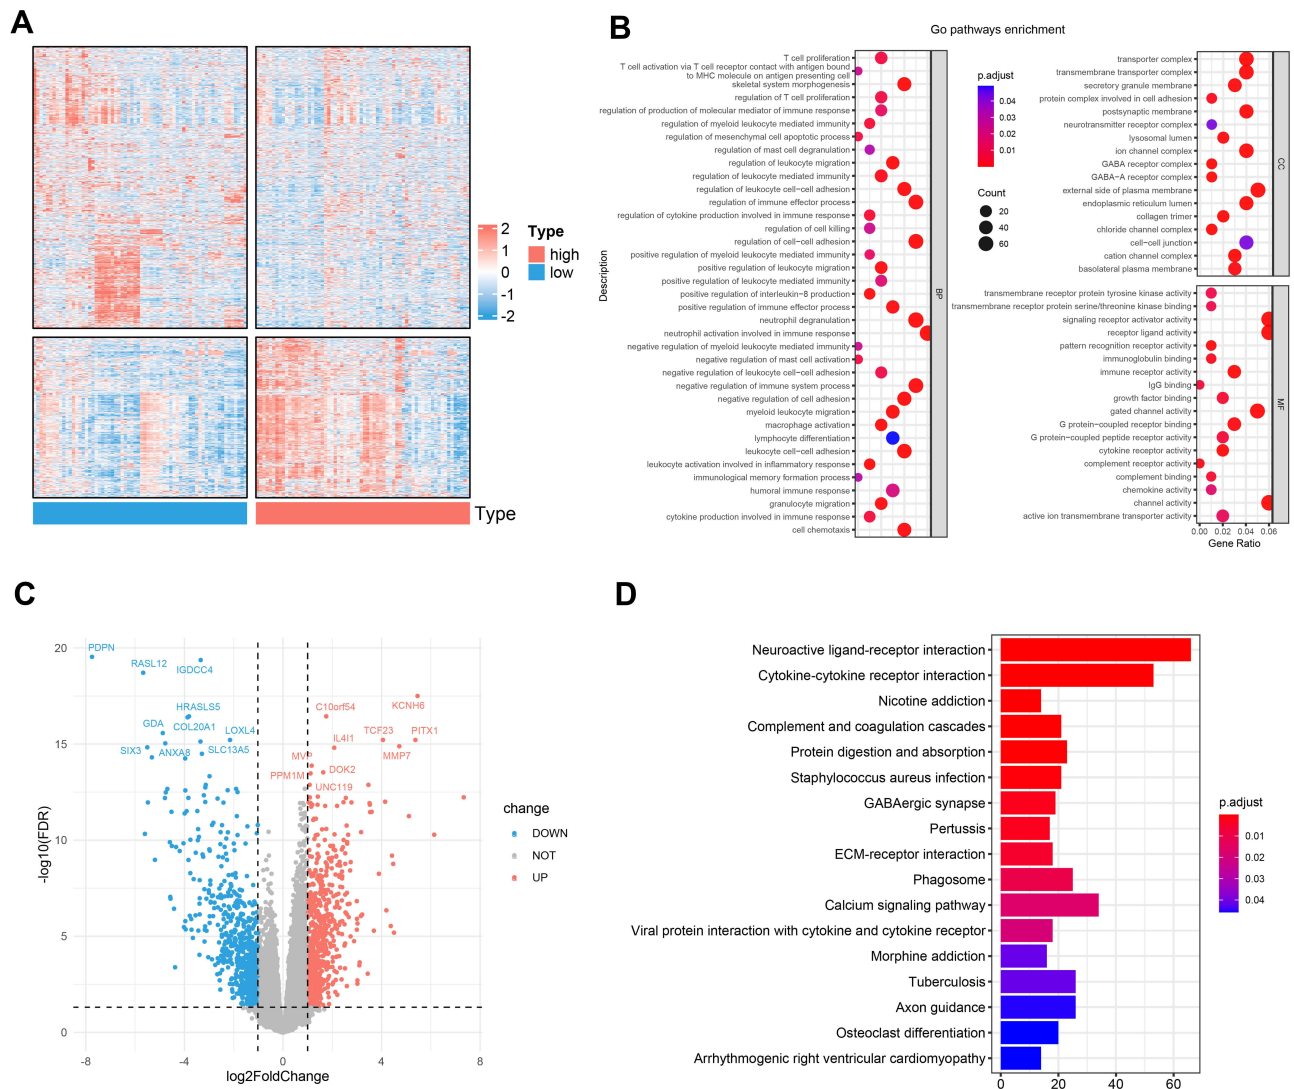 A
2
1
0
-1
-2
Type
high
low
Type
B
Go pathways enrichment
Description
T cell proliferation
T cell activation via T cell receptor contact with antigen bound
to MHC molecule on antigen presenting cell
skeletal system morphogenesis
regulation of T cell proliferation
regulation of production of molecular mediator of immune response
regulation of myeloid leukocyte mediated immunity
regulation of mesenchymal cell apoptotic process
regulation of mast cell degranulation
regulation of leukocyte migration
regulation of leukocyte mediated immunity
regulation of leukocyte cell−cell adhesion
regulation of immune effector process
regulation of cytokine production involved in immune response
regulation of cell killing
regulation of cell−cell adhesion
positive regulation of myeloid leukocyte mediated immunity
positive regulation of leukocyte migration
positive regulation of leukocyte mediated immunity
positive regulation of interleukin−8 production
positive regulation of immune effector process
neutrophil degranulation
neutrophil activation involved in immune response
negative regulation of myeloid leukocyte mediated immunity
negative regulation of mast cell activation
negative regulation of leukocyte cell−cell adhesion
negative regulation of immune system process
negative regulation of cell adhesion
myeloid leukocyte migration
macrophage activation
lymphocyte differentiation
leukocyte cell−cell adhesion
leukocyte activation involved in inflammatory response
immunological memory formation process
humoral immune response
granulocyte migration
cytokine production involved in immune response
cell chemotaxis
BP
p.adjust
0.04
0.03
0.02
0.01
Count
20
40
60
transporter complex
transmembrane transporter complex
secretory granule membrane
protein complex involved in cell adhesion
postsynaptic membrane
neurotransmitter receptor complex
lysosomal lumen
ion channel complex
GABA receptor complex
GABA−A receptor complex
external side of plasma membrane
endoplasmic reticulum lumen
collagen trimer
chloride channel complex
cell−cell junction
cation channel complex
basolateral plasma membrane
CC
transmembrane receptor protein tyrosine kinase activity
transmembrane receptor protein serine/threonine kinase binding
signaling receptor activator activity
receptor ligand activity
pattern recognition receptor activity
immunoglobulin binding
immune receptor activity
IgG binding
growth factor binding
gated channel activity
G protein−coupled receptor binding
G protein−coupled peptide receptor activity
cytokine receptor activity
complement receptor activity
complement binding
chemokine activity
channel activity
active ion transmembrane transporter activity
MF
0.00 0.02 0.04 0.06
Gene Ratio
C
-log10(FDR)
20
15
10
5
0
PDPN
RASL12
IGDCC4
HRASLS5
GDA
COL20A1
LOXL4
SIX3
ANXA8
SLC13A5
KCNH6
C10orf54
TCF23
PITX1
IL4I1
MVP
MMP7
PPM1M
DOK2
UNC119
-8 -4 0 4 8
log2FoldChange
change
DOWN
NOT
UP
D
Neuroactive ligand-receptor interaction
Cytokine-cytokine receptor interaction
Nicotine addiction
Complement and coagulation cascades
Protein digestion and absorption
Staphylococcus aureus infection
GABAergic synapse
Pertussis
ECM-receptor interaction
Phagosome
Calcium signaling pathway
Viral protein interaction with cytokine and cytokine receptor
Morphine addiction
Tuberculosis
Axon guidance
Osteoclast differentiation
Arrhythmogenic right ventricular cardiomyopathy
0 20 40 60
p.adjust
0.01
0.02
0.03
0.04